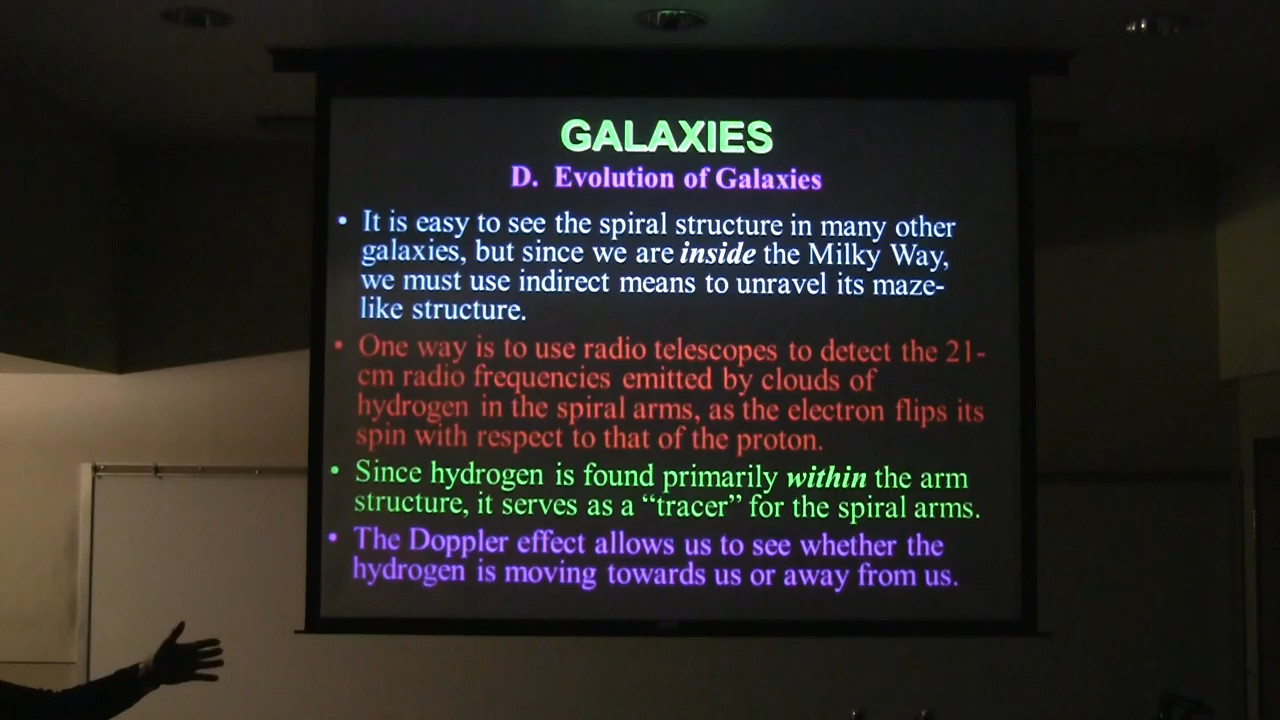 GALAXIES
D. Evolution of Galaxies
• It is easy to see the spiral structure in many other
galaxies, but since we are inside the Milky Way,
we must use indirect means to unravel its maze-
like structure.
• One way is to use radio telescopes to detect the 21-
cm radio frequencies emitted by clouds of
hydrogen in the spiral arms, as the electron flips its
spin with respect to that of the proton.
• Since hydrogen is found primarily within the arm
structure, it serves as a “tracer” for the spiral arms.
• The Doppler effect allows us to see whether the
hydrogen is moving towards us or away from us.